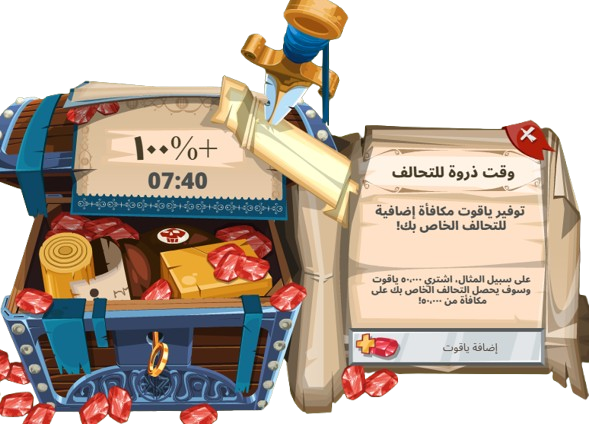 +%١٠٠
07:40
وقت ذروة للتحالف
توفير ياقوت مكافأة إضافية
للتحالف الخاص بك!
على سبيل المثال، اشتري ٥٠,٠٠٠ ياقوت
وسوف يحصل التحالف الخاص بك على
مكافأة من ٥٠,٠٠٠!
إضافة ياقوت